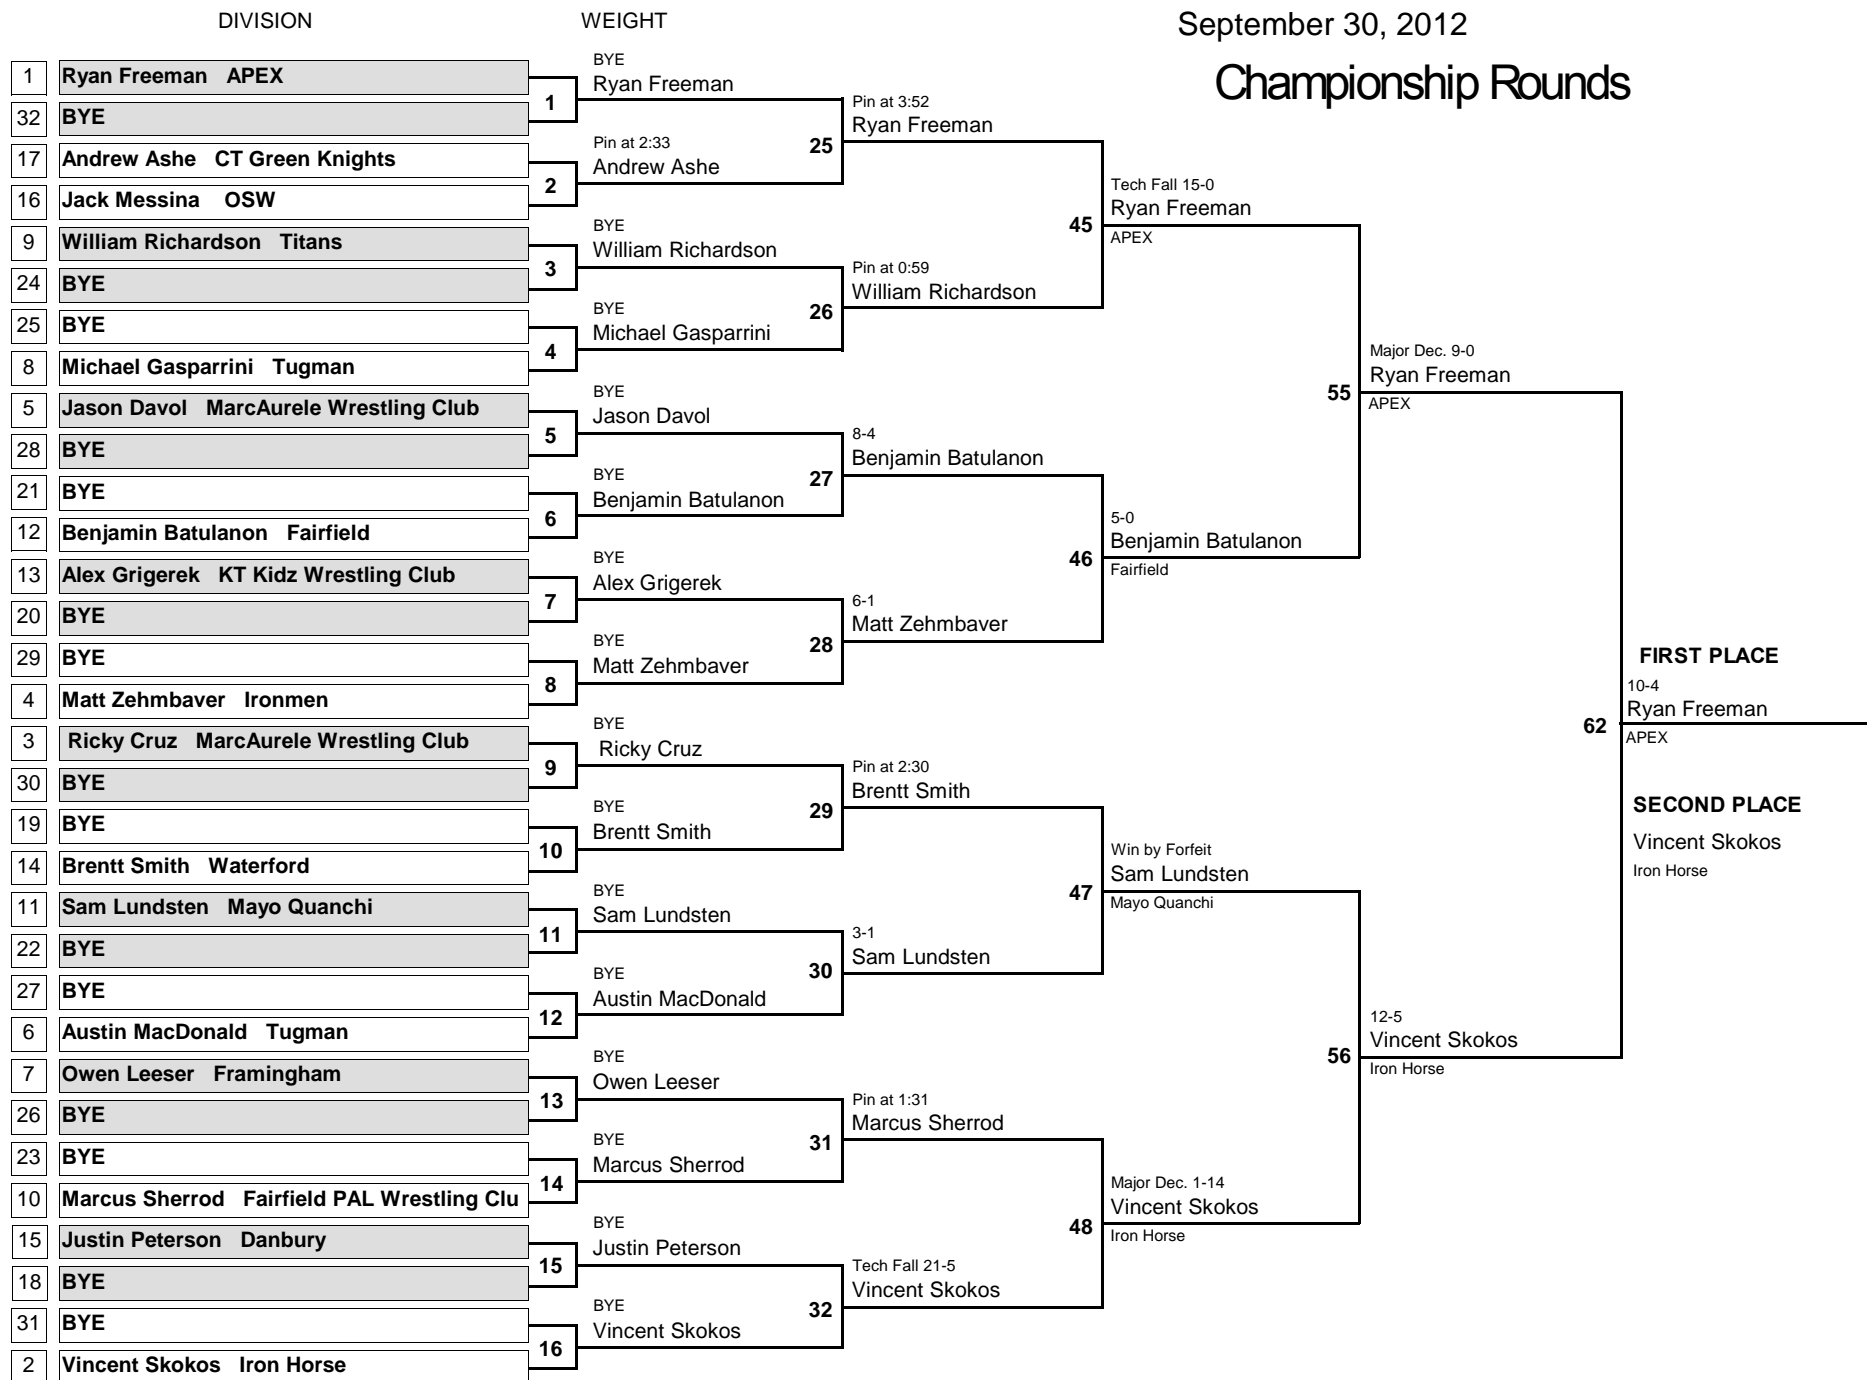 DIVISION
WEIGHT
September 30, 2012
Championship Rounds
1 Ryan Freeman APEX
32 BYE
17 Andrew Ashe CT Green Knights
16 Jack Messina OSW
9 William Richardson Titans
24 BYE
25 BYE
8 Michael Gasparrini Tugman
5 Jason Davol MarcAurele Wrestling Club
28 BYE
21 BYE
12 Benjamin Batulanon Fairfield
13 Alex Grigerek KT Kidz Wrestling Club
20 BYE
29 BYE
4 Matt Zehmbaver Ironmen
3 Ricky Cruz MarcAurele Wrestling Club
30 BYE
19 BYE
14 Brentt Smith Waterford
11 Sam Lundsten Mayo Quanchi
22 BYE
27 BYE
6 Austin MacDonald Tugman
7 Owen Leeser Framingham
26 BYE
23 BYE
10 Marcus Sherrod Fairfield PAL Wrestling Clu
15 Justin Peterson Danbury
18 BYE
31 BYE
2 Vincent Skokos Iron Horse
BYE
Ryan Freeman
1
Pin at 2:33
Andrew Ashe
2
BYE
William Richardson
3
BYE
Michael Gasparrini
4
BYE
Jason Davol
5
BYE
Benjamin Batulanon
6
BYE
Alex Grigerek
7
BYE
Matt Zehmbaver
8
BYE
Ricky Cruz
9
BYE
Brentt Smith
10
BYE
Sam Lundsten
11
BYE
Austin MacDonald
12
BYE
Owen Leeser
13
BYE
Marcus Sherrod
14
BYE
Justin Peterson
15
BYE
Vincent Skokos
16
Pin at 3:52
Ryan Freeman
25
Pin at 0:59
William Richardson
26
8-4
Benjamin Batulanon
27
6-1
Matt Zehmbaver
28
Pin at 2:30
Brentt Smith
29
3-1
Sam Lundsten
30
Pin at 1:31
Marcus Sherrod
31
Tech Fall 21-5
Vincent Skokos
32
Tech Fall 15-0
Ryan Freeman
45
APEX
5-0
Benjamin Batulanon
46
Fairfield
Win by Forfeit
Sam Lundsten
47
Mayo Quanchi
Major Dec. 1-14
Vincent Skokos
48
Iron Horse
Major Dec. 9-0
Ryan Freeman
55
APEX
12-5
Vincent Skokos
56
Iron Horse
FIRST PLACE
10-4
Ryan Freeman
62
APEX
SECOND PLACE
Vincent Skokos
Iron Horse